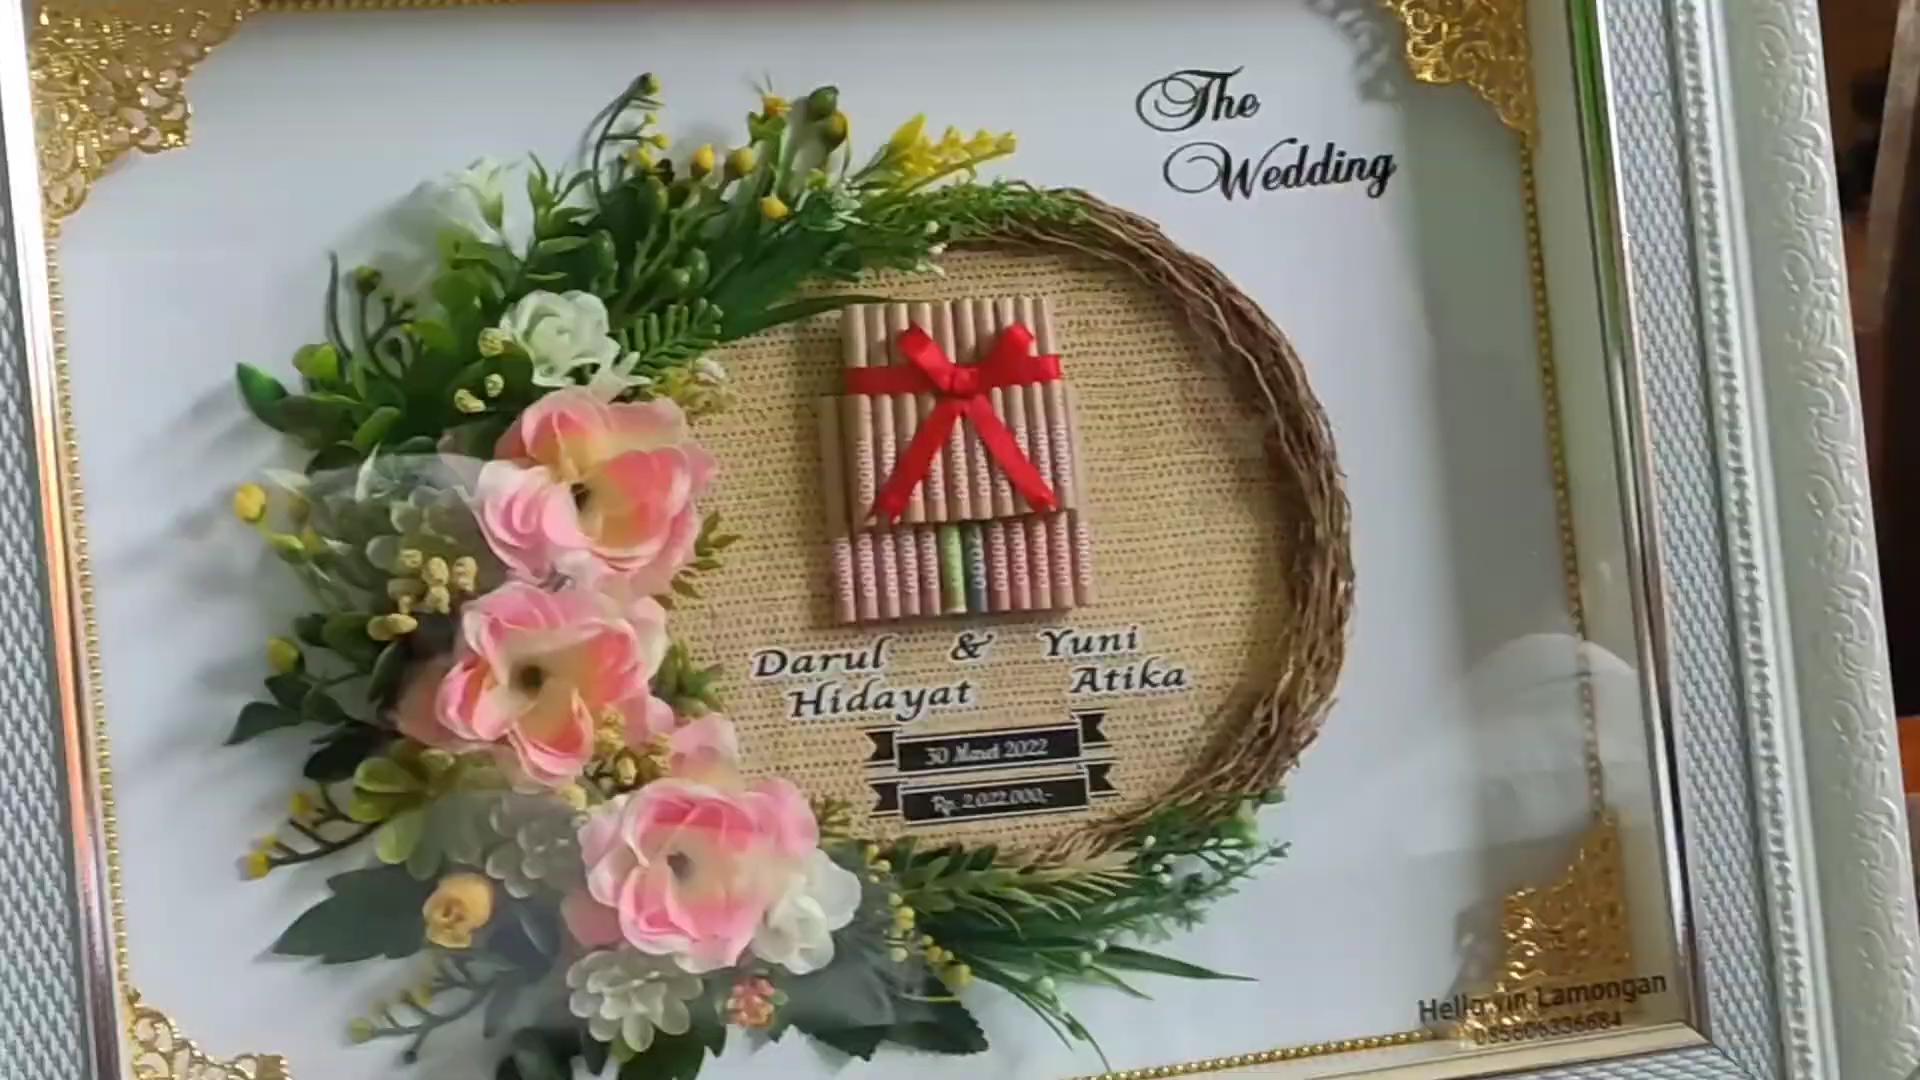 The
Wedding
Darul & Yuni
Hidayat Atika
30 Maret 2022
Rp. 2.022.000,-
Lamongan